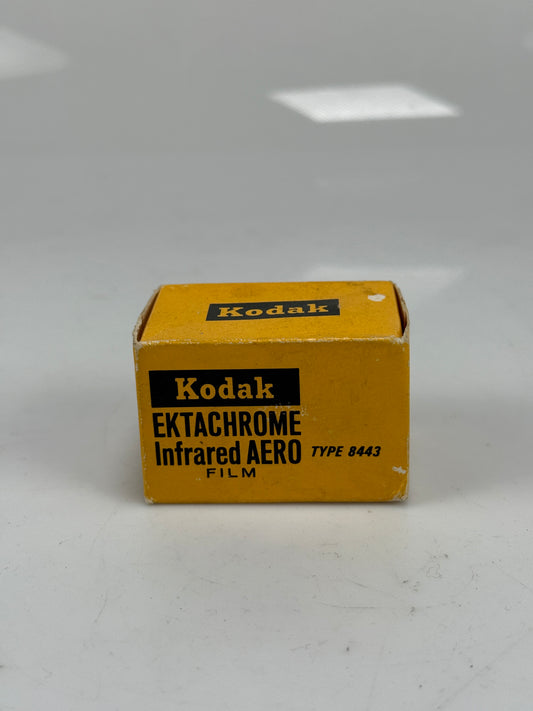 Kodak
Kodak
EKTACHROME
Infrared AERO TYPE 8443
FILM